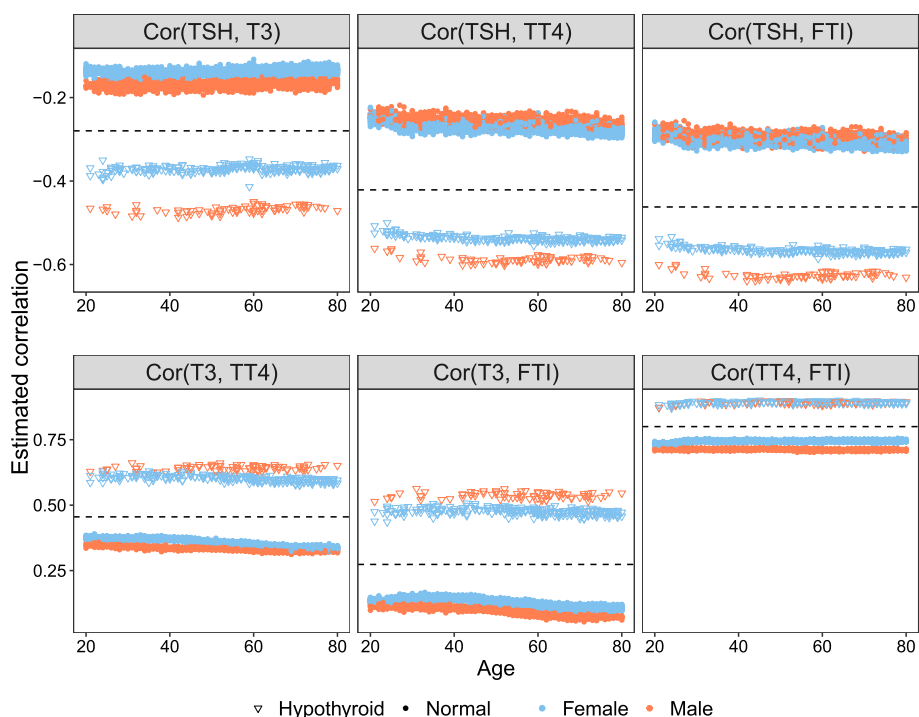 Cor(TSH, T3) Cor(TSH, TT4) Cor(TSH, FTI)
−0.2
−0.4
−0.6
20 40 60 80 20 40 60 80 20 40 60 80
Cor(T3, TT4) Cor(T3, FTI) Cor(TT4, FTI)
0.75
0.50
0.25
20 40 60 80 20 40 60 80 20 40 60 80
Estimated correlation
Age
Hypothyroid Normal Female Male